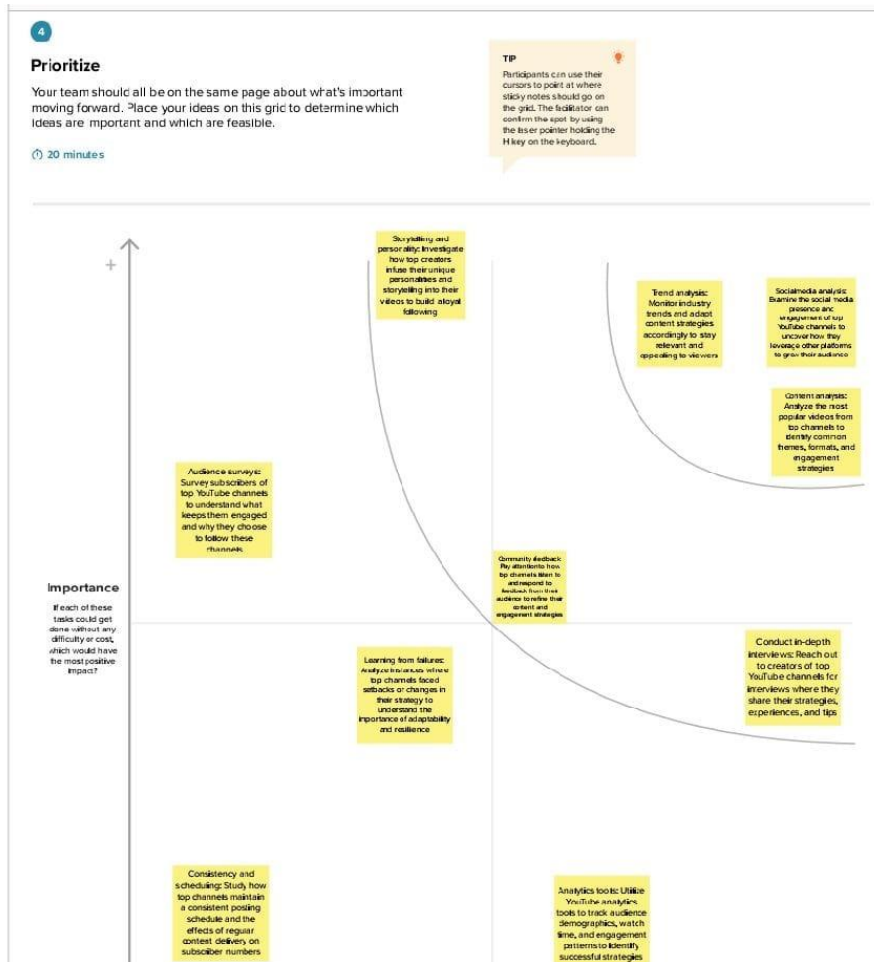 4
Prioritize
Your team should all be on the same page about what's important
moving forward. Place your ideas on this grid to determine which
ideas are important and which are feasible.
20 minutes
TIP
Participants can use their
cursors to point at where
sticky notes should go on
the grid. The facilitator can
confirm the spot by using
the laser pointer holding the
H key on the keyboard.
+
Storytelling and
personality: Investigate
how top creators
infuse their unique
personalities and
storytelling into their
videos to build a loyal
following
Trend analysis:
Monitor industry
trends and adapt
content strategies
accordingly to stay
relevant and
appealing to viewers
Social media analysis:
Examine the social media
presence and
engagement of top
YouTube channels to
uncover how they
leverage other platforms
to grow their audience
Content analysis:
Analyze the most
popular videos from
top channels to
identify common
themes, formats, and
engagement
strategies
Audience surveys:
Survey subscribers of
top YouTube channels
to understand what
keeps them engaged
and why they choose
to follow these
channels
Community feedback:
Pay attention to how
top channels listen to
and respond to
feedback from their
audience to refine their
content and
engagement strategies
Importance
If each of these
tasks could get
done without any
difficulty or cost,
which would have
the most positive
impact?
Learning from failures:
Analyze instances where
top channels faced
setbacks or changes in
their strategy to
understand the
importance of adaptability
and resilience
Conduct in-depth
interviews: Reach out
to creators of top
YouTube channels for
interviews where they
share their strategies,
experiences, and tips
Consistency and
scheduling: Study how
top channels maintain
a consistent posting
schedule and the
effects of regular
content delivery on
subscriber numbers
Analytics tools: Utilize
YouTube analytics
tools to track audience
demographics, watch
time, and engagement
patterns to identify
successful strategies